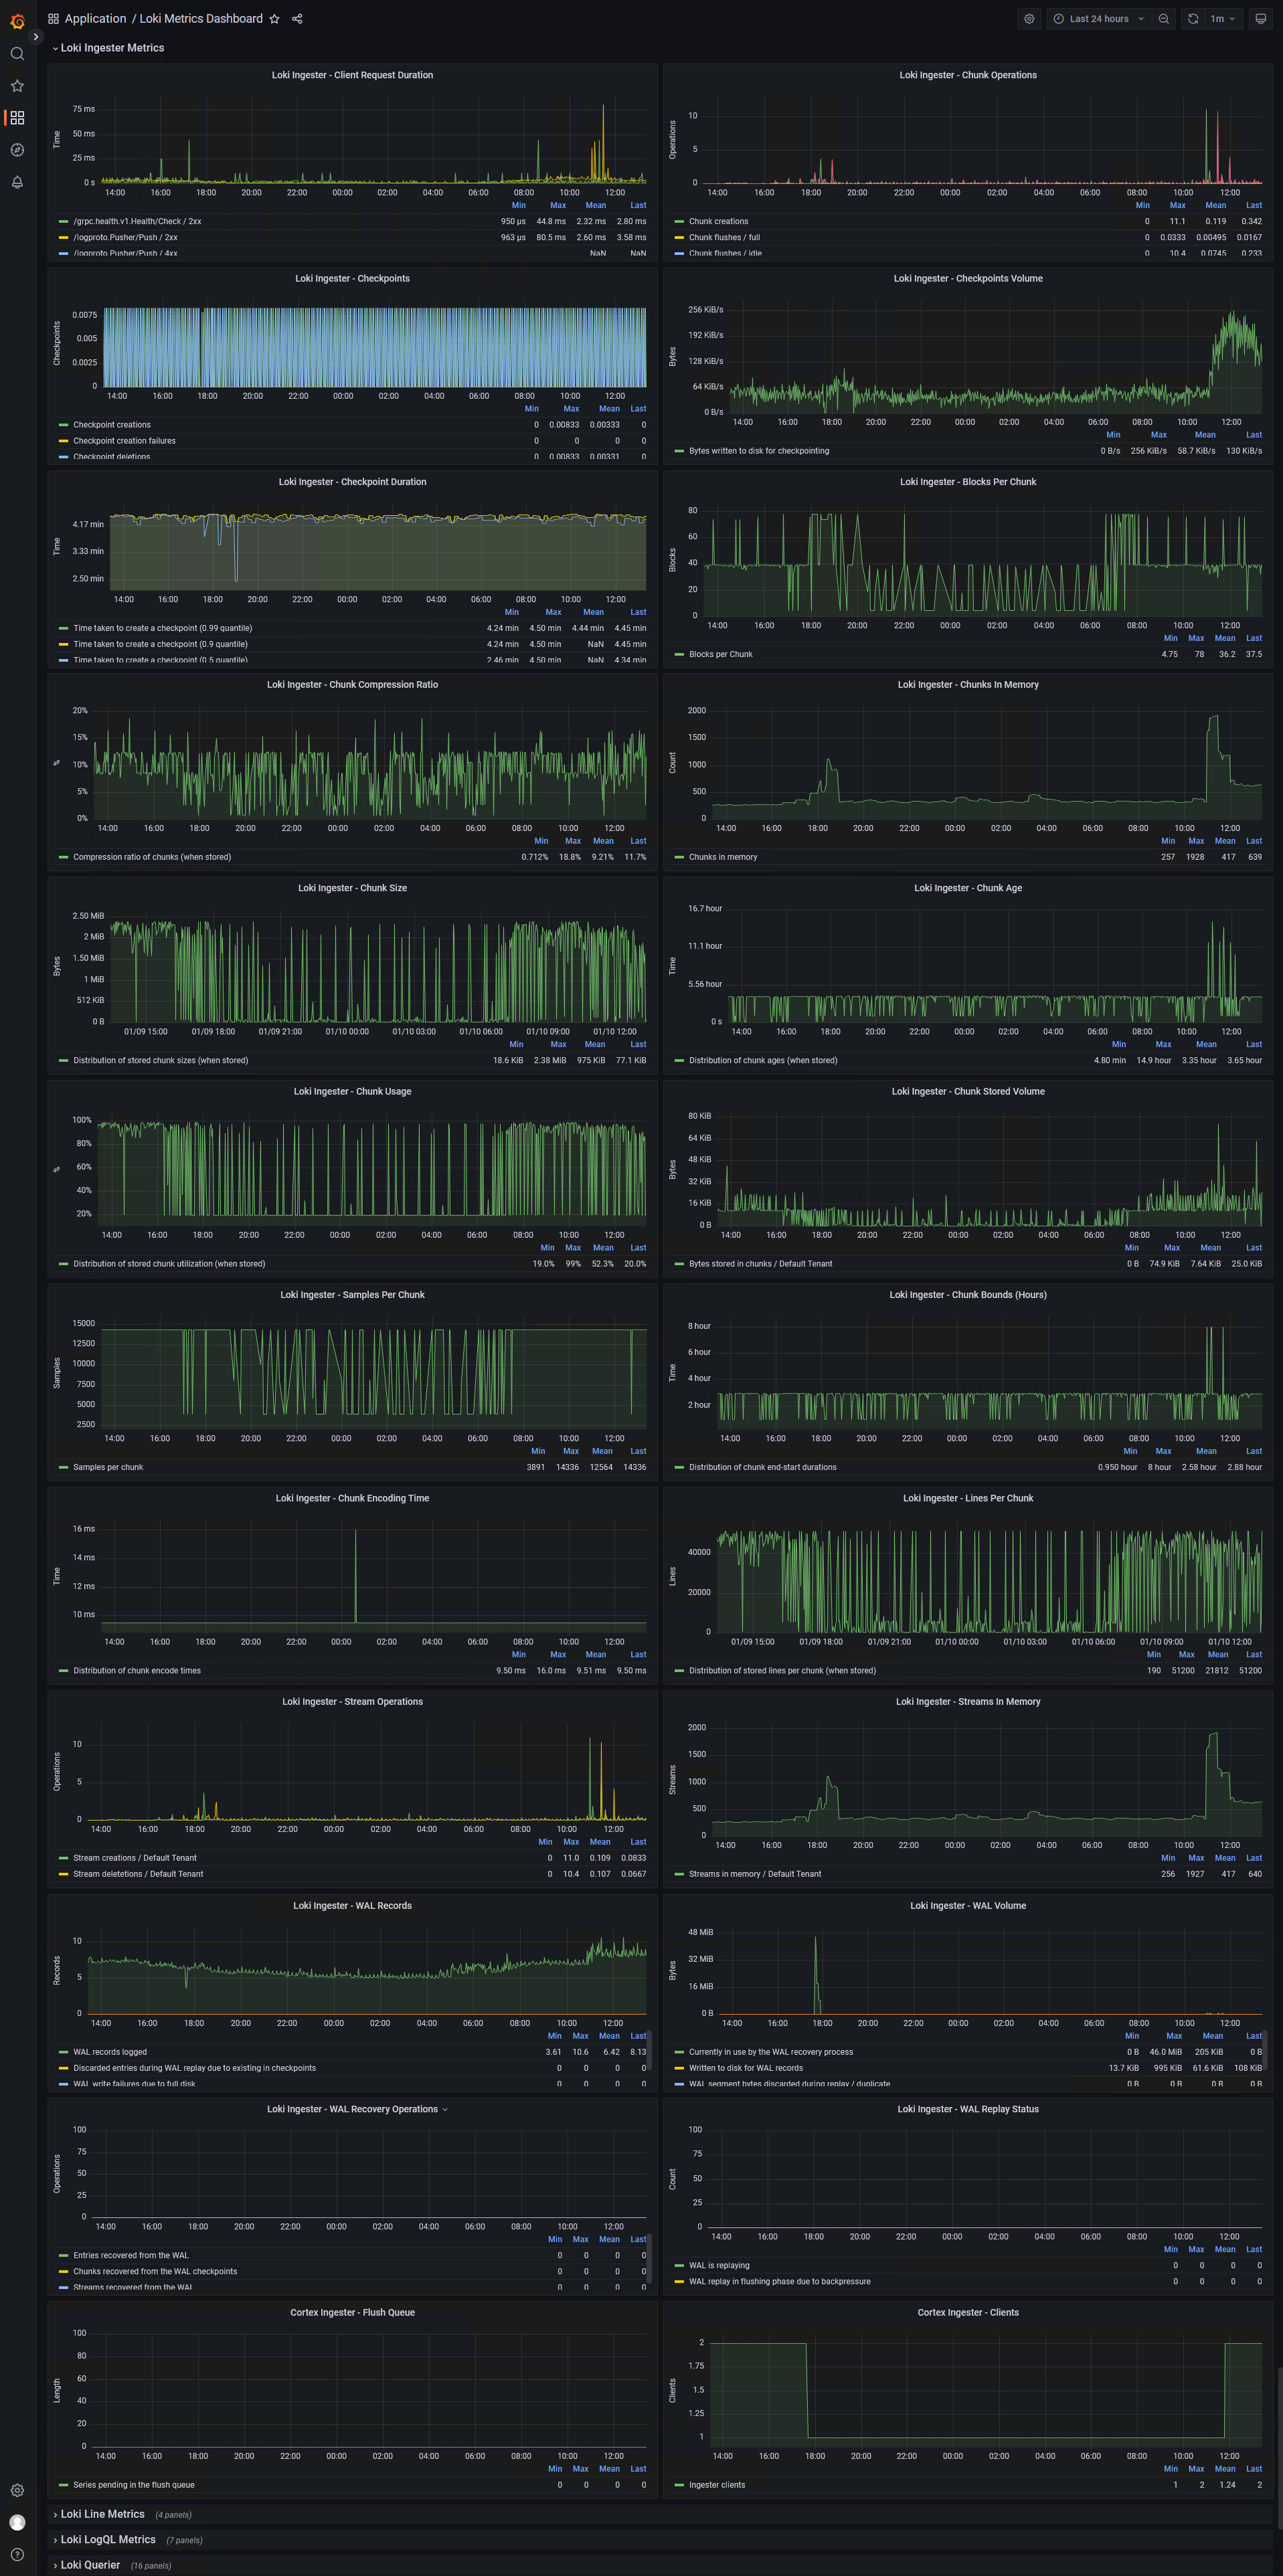 Application / Loki Metrics Dashboard
Last 24 hours
1m
Loki Ingester Metrics
Loki Ingester - Client Request Duration
Time
75 ms
50 ms
25 ms
0 s
14:00 16:00 18:00 20:00 22:00 00:00 02:00 04:00 06:00 08:00 10:00 12:00
Min Max Mean Last
/grpc.health.v1.Health/Check / 2xx 950 µs 44.8 ms 2.32 ms 2.80 ms
/logproto.Pusher/Push / 2xx 963 µs 80.5 ms 2.60 ms 3.58 ms
/logproto.Pusher/Push / 4xx NaN NaN
Loki Ingester - Chunk Operations
Operations
10
5
0
14:00 16:00 18:00 20:00 22:00 00:00 02:00 04:00 06:00 08:00 10:00 12:00
Min Max Mean Last
Chunk creations 0 11.1 0.119 0.342
Chunk flushes / full 0 0.0333 0.00495 0.0167
Chunk flushes / idle 0 10.4 0.0745 0.233
Loki Ingester - Checkpoints
Checkpoints
0.0075
0.005
0.0025
0
14:00 16:00 18:00 20:00 22:00 00:00 02:00 04:00 06:00 08:00 10:00 12:00
Min Max Mean Last
Checkpoint creations 0 0.00833 0.00333 0
Checkpoint creation failures 0 0 0 0
Checkpoint deletions 0 0.00833 0.00331 0
Loki Ingester - Checkpoints Volume
Bytes
256 KiB/s
192 KiB/s
128 KiB/s
64 KiB/s
0 B/s
14:00 16:00 18:00 20:00 22:00 00:00 02:00 04:00 06:00 08:00 10:00 12:00
Min Max Mean Last
Bytes written to disk for checkpointing 0 B/s 256 KiB/s 58.7 KiB/s 130 KiB/s
Loki Ingester - Checkpoint Duration
Time
4.17 min
3.33 min
2.50 min
14:00 16:00 18:00 20:00 22:00 00:00 02:00 04:00 06:00 08:00 10:00 12:00
Min Max Mean Last
Time taken to create a checkpoint (0.99 quantile) 4.24 min 4.50 min 4.44 min 4.45 min
Time taken to create a checkpoint (0.9 quantile) 4.24 min 4.50 min NaN 4.45 min
Time taken to create a checkpoint (0.5 quantile) 2.46 min 4.50 min NaN 4.34 min
Loki Ingester - Blocks Per Chunk
Blocks
80
60
40
20
0
14:00 16:00 18:00 20:00 22:00 00:00 02:00 04:00 06:00 08:00 10:00 12:00
Min Max Mean Last
Blocks per Chunk 4.75 78 36.2 37.5
Loki Ingester - Chunk Compression Ratio
%
20%
15%
10%
5%
0%
14:00 16:00 18:00 20:00 22:00 00:00 02:00 04:00 06:00 08:00 10:00 12:00
Min Max Mean Last
Compression ratio of chunks (when stored) 0.712% 18.8% 9.21% 11.7%
Loki Ingester - Chunks In Memory
Count
2000
1500
1000
500
0
14:00 16:00 18:00 20:00 22:00 00:00 02:00 04:00 06:00 08:00 10:00 12:00
Min Max Mean Last
Chunks in memory 257 1928 417 639
Loki Ingester - Chunk Size
Bytes
2.50 MiB
2 MiB
1.50 MiB
1 MiB
512 KiB
0 B
01/09 15:00 01/09 18:00 01/09 21:00 01/10 00:00 01/10 03:00 01/10 06:00 01/10 09:00 01/10 12:00
Min Max Mean Last
Distribution of stored chunk sizes (when stored) 18.6 KiB 2.38 MiB 975 KiB 77.1 KiB
Loki Ingester - Chunk Age
Time
16.7 hour
11.1 hour
5.56 hour
0 s
14:00 16:00 18:00 20:00 22:00 00:00 02:00 04:00 06:00 08:00 10:00 12:00
Min Max Mean Last
Distribution of chunk ages (when stored) 4.80 min 14.9 hour 3.35 hour 3.65 hour
Loki Ingester - Chunk Usage
%
100%
80%
60%
40%
20%
14:00 16:00 18:00 20:00 22:00 00:00 02:00 04:00 06:00 08:00 10:00 12:00
Min Max Mean Last
Distribution of stored chunk utilization (when stored) 19.0% 99% 52.3% 20.0%
Loki Ingester - Chunk Stored Volume
Bytes
80 KiB
64 KiB
48 KiB
32 KiB
16 KiB
0 B
14:00 16:00 18:00 20:00 22:00 00:00 02:00 04:00 06:00 08:00 10:00 12:00
Min Max Mean Last
Bytes stored in chunks / Default Tenant 0 B 74.9 KiB 7.64 KiB 25.0 KiB
Loki Ingester - Samples Per Chunk
Samples
15000
12500
10000
7500
5000
2500
14:00 16:00 18:00 20:00 22:00 00:00 02:00 04:00 06:00 08:00 10:00 12:00
Min Max Mean Last
Samples per chunk 3891 14336 12564 14336
Loki Ingester - Chunk Bounds (Hours)
Time
8 hour
6 hour
4 hour
2 hour
14:00 16:00 18:00 20:00 22:00 00:00 02:00 04:00 06:00 08:00 10:00 12:00
Min Max Mean Last
Distribution of chunk end-start durations 0.950 hour 8 hour 2.58 hour 2.88 hour
Loki Ingester - Chunk Encoding Time
Time
16 ms
14 ms
12 ms
10 ms
14:00 16:00 18:00 20:00 22:00 00:00 02:00 04:00 06:00 08:00 10:00 12:00
Min Max Mean Last
Distribution of chunk encode times 9.50 ms 16.0 ms 9.51 ms 9.50 ms
Loki Ingester - Lines Per Chunk
Lines
40000
20000
0
01/09 15:00 01/09 18:00 01/09 21:00 01/10 00:00 01/10 03:00 01/10 06:00 01/10 09:00 01/10 12:00
Min Max Mean Last
Distribution of stored lines per chunk (when stored) 190 51200 21812 51200
Loki Ingester - Stream Operations
Operations
10
5
0
14:00 16:00 18:00 20:00 22:00 00:00 02:00 04:00 06:00 08:00 10:00 12:00
Min Max Mean Last
Stream creations / Default Tenant 0 11.0 0.109 0.0833
Stream deletetions / Default Tenant 0 10.4 0.107 0.0667
Loki Ingester - Streams In Memory
Streams
2000
1500
1000
500
0
14:00 16:00 18:00 20:00 22:00 00:00 02:00 04:00 06:00 08:00 10:00 12:00
Min Max Mean Last
Streams in memory / Default Tenant 256 1927 417 640
Loki Ingester - WAL Records
Records
10
5
0
14:00 16:00 18:00 20:00 22:00 00:00 02:00 04:00 06:00 08:00 10:00 12:00
Min Max Mean Last
WAL records logged 3.61 10.6 6.42 8.13
Discarded entries during WAL replay due to existing in checkpoints 0 0 0 0
WAL write failures due to full disk 0 0 0 0
Loki Ingester - WAL Volume
Bytes
48 MiB
32 MiB
16 MiB
0 B
14:00 16:00 18:00 20:00 22:00 00:00 02:00 04:00 06:00 08:00 10:00 12:00
Min Max Mean Last
Currently in use by the WAL recovery process 0 B 46.0 MiB 205 KiB 0 B
Written to disk for WAL records 13.7 KiB 995 KiB 61.6 KiB 108 KiB
WAL segment bytes discarded during replay / duplicate 0 B 0 B 0 B 0 B
Loki Ingester - WAL Recovery Operations
Operations
100
75
50
25
0
14:00 16:00 18:00 20:00 22:00 00:00 02:00 04:00 06:00 08:00 10:00 12:00
Min Max Mean Last
Entries recovered from the WAL 0 0 0 0
Chunks recovered from the WAL checkpoints 0 0 0 0
Streams recovered from the WAL 0 0 0 0
Loki Ingester - WAL Replay Status
Count
100
75
50
25
0
14:00 16:00 18:00 20:00 22:00 00:00 02:00 04:00 06:00 08:00 10:00 12:00
Min Max Mean Last
WAL is replaying 0 0 0 0
WAL replay in flushing phase due to backpressure 0 0 0 0
Cortex Ingester - Flush Queue
Length
100
80
60
40
20
0
14:00 16:00 18:00 20:00 22:00 00:00 02:00 04:00 06:00 08:00 10:00 12:00
Min Max Mean Last
Series pending in the flush queue 0 0 0 0
Cortex Ingester - Clients
Clients
2
1.75
1.5
1.25
1
14:00 16:00 18:00 20:00 22:00 00:00 02:00 04:00 06:00 08:00 10:00 12:00
Min Max Mean Last
Ingester clients 1 2 1.24 2
Loki Line Metrics (4 panels)
Loki LogQL Metrics (7 panels)
Loki Querier (16 panels)